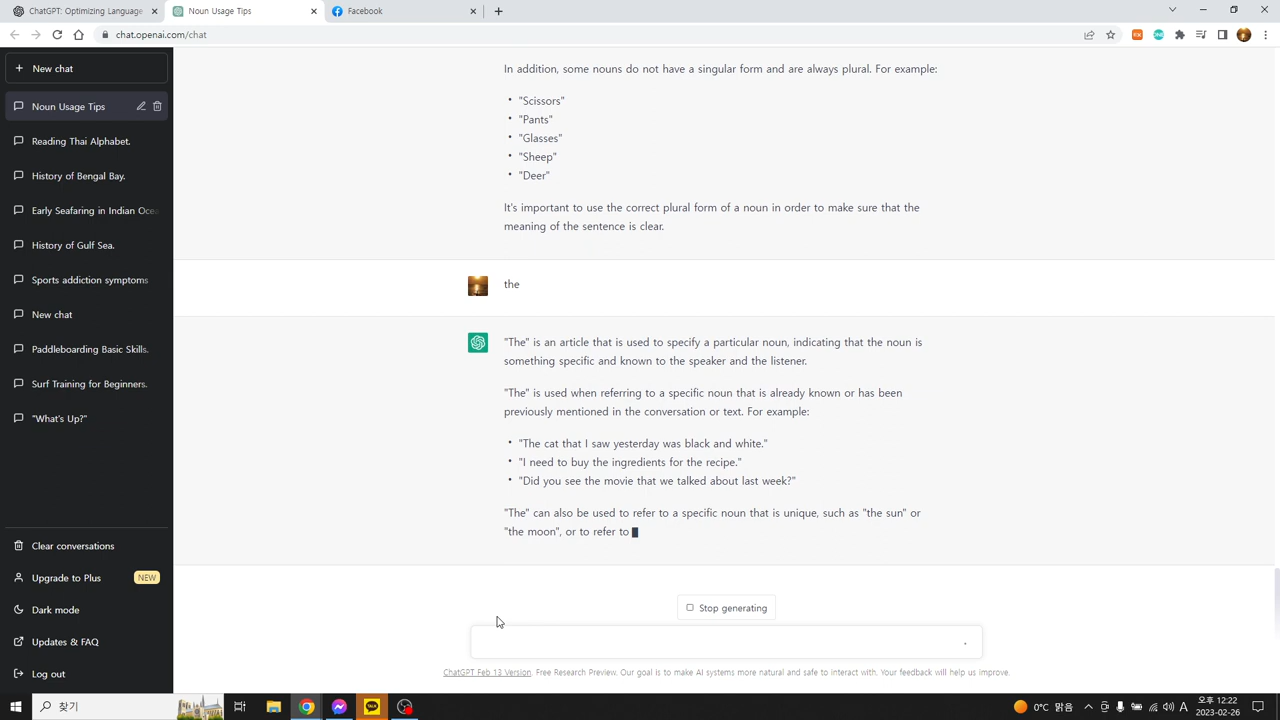 ChatGPT: Optimizing Language
Noun Usage Tips
Facebook
chat.openai.com/chat
New chat
Noun Usage Tips
Reading Thai Alphabet.
History of Bengal Bay.
Early Seafaring in Indian Ocea
History of Gulf Sea.
Sports addiction symptoms
New chat
Paddleboarding Basic Skills.
Surf Training for Beginners.
"What's Up?"
Clear conversations
Upgrade to Plus NEW
Dark mode
Updates & FAQ
Log out
In addition, some nouns do not have a singular form and are always plural. For example:
• "Scissors"
• "Pants"
• "Glasses"
• "Sheep"
• "Deer"
It's important to use the correct plural form of a noun in order to make sure that the
meaning of the sentence is clear.
the
"The" is an article that is used to specify a particular noun, indicating that the noun is
something specific and known to the speaker and the listener.
"The" is used when referring to a specific noun that is already known or has been
previously mentioned in the conversation or text. For example:
• "The cat that I saw yesterday was black and white."
• "I need to buy the ingredients for the recipe."
• "Did you see the movie that we talked about last week?"
"The" can also be used to refer to a specific noun that is unique, such as "the sun" or
"the moon", or to refer to
Stop generating
ChatGPT Feb 13 Version. Free Research Preview. Our goal is to make AI systems more natural and safe to interact with. Your feedback will help us improve.
찾기
TALK
0°C 맑음
A
오후 12:22
2023-02-26